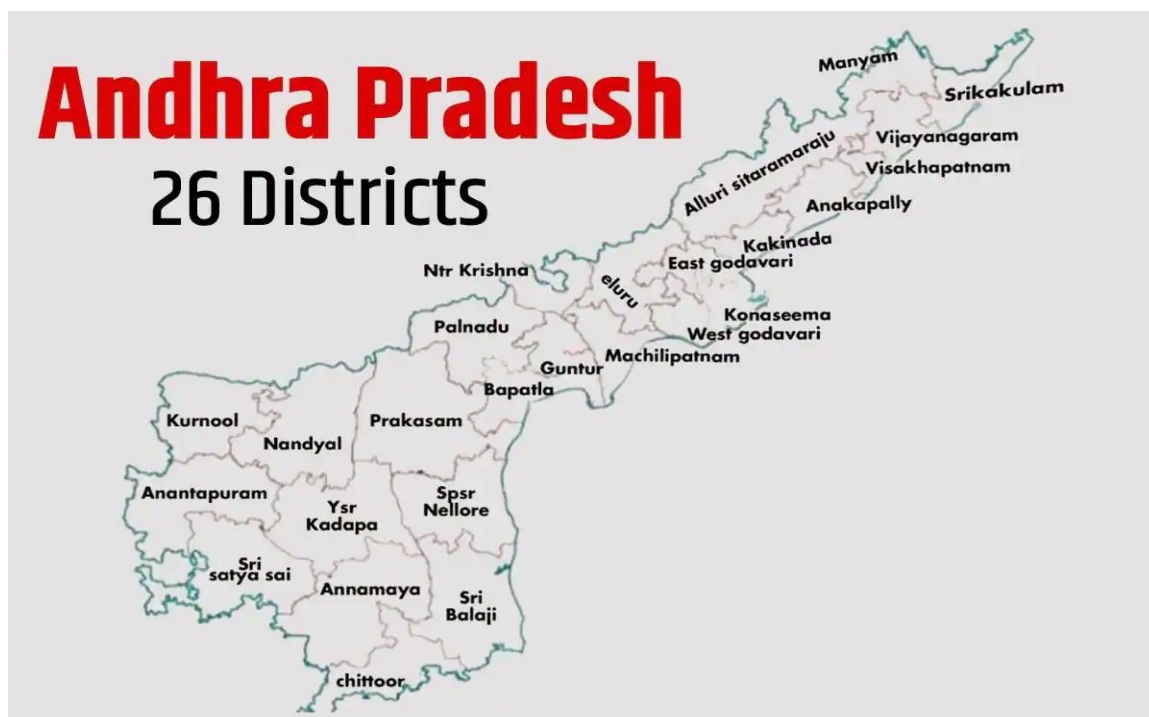 Andhra Pradesh
26 Districts
Manyam
Srikakulam
Vijayanagaram
Alluri sitaramaraju
Visakhapatnam
Anakapally
Kakinada
East godavari
Ntr Krishna
eluru
Konaseema
Palnadu
West godavari
Machilipatnam
Guntur
Bapatla
Kurnool
Prakasam
Nandyal
Anantapuram
Spsr
Nellore
Ysr
Kadapa
Sri
satya sai
Annamaya
Sri
Balaji
chittoor